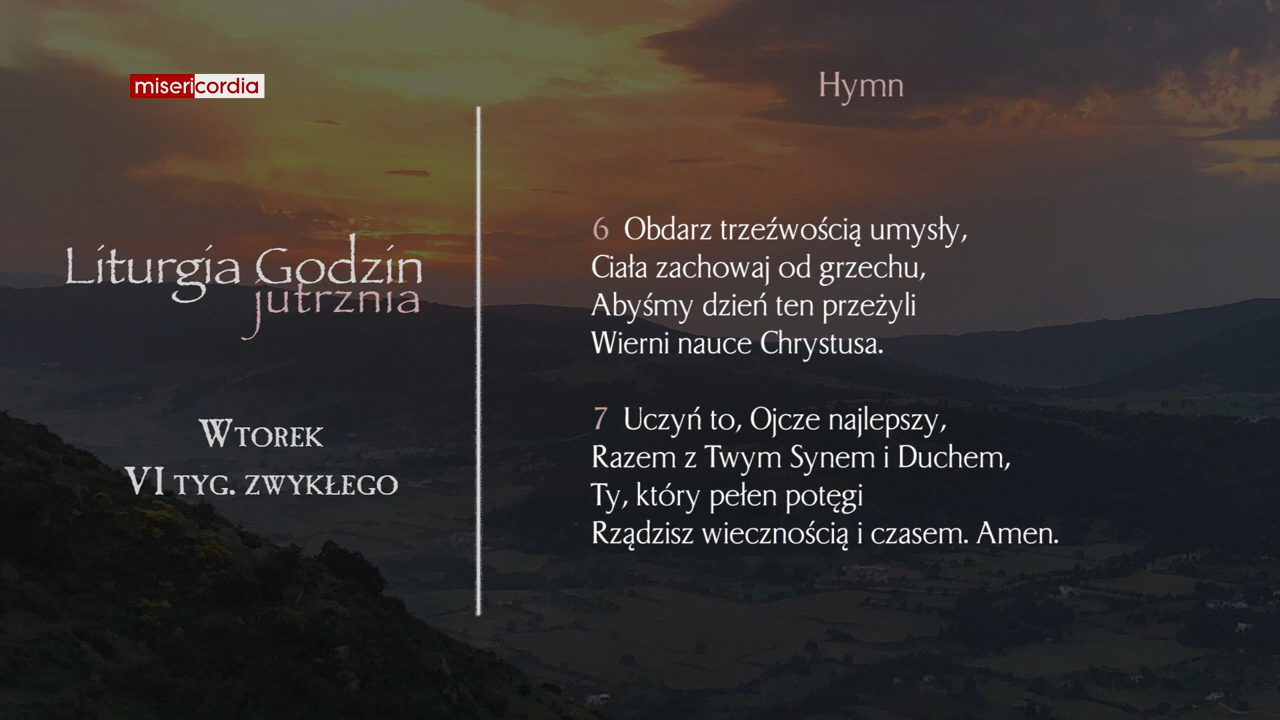 misericordia
Liturgia Godzin
jutrznia
Wtorek
VI tyg. zwykłego
Hymn
6 Obdarz trzeźwością umysły,
Ciała zachowaj od grzechu,
Abyśmy dzień ten przeżyli
Wierni nauce Chrystusa.
7 Uczyń to, Ojcze najlepszy,
Razem z Twym Synem i Duchem,
Ty, który pełen potęgi
Rządzisz wiecznością i czasem. Amen.